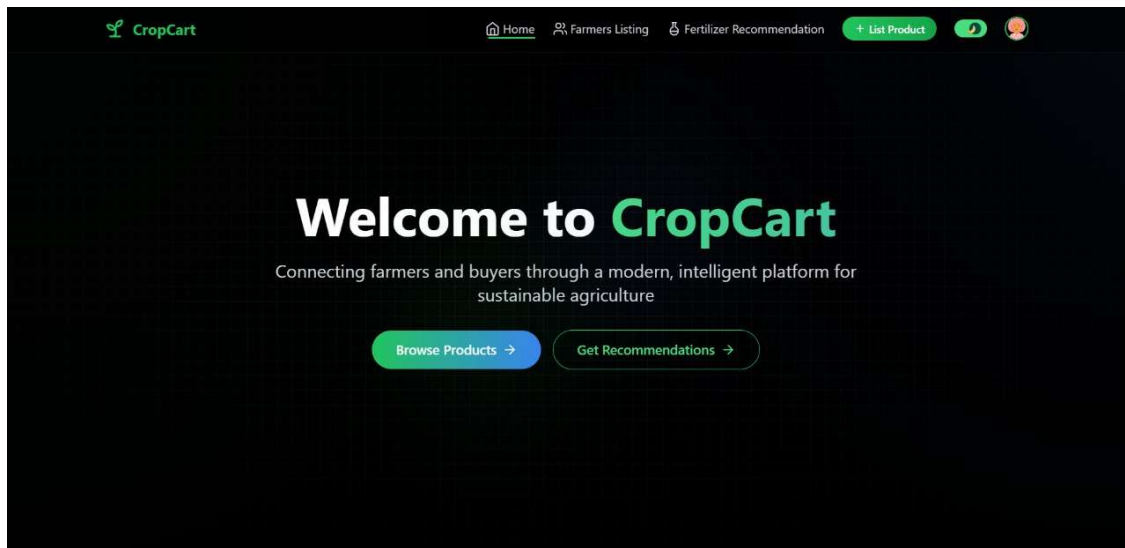 CropCart
Home
Farmers Listing
Fertilizer Recommendation
+ List Product
Welcome to CropCart
Connecting farmers and buyers through a modern, intelligent platform for
sustainable agriculture
Browse Products →
Get Recommendations →